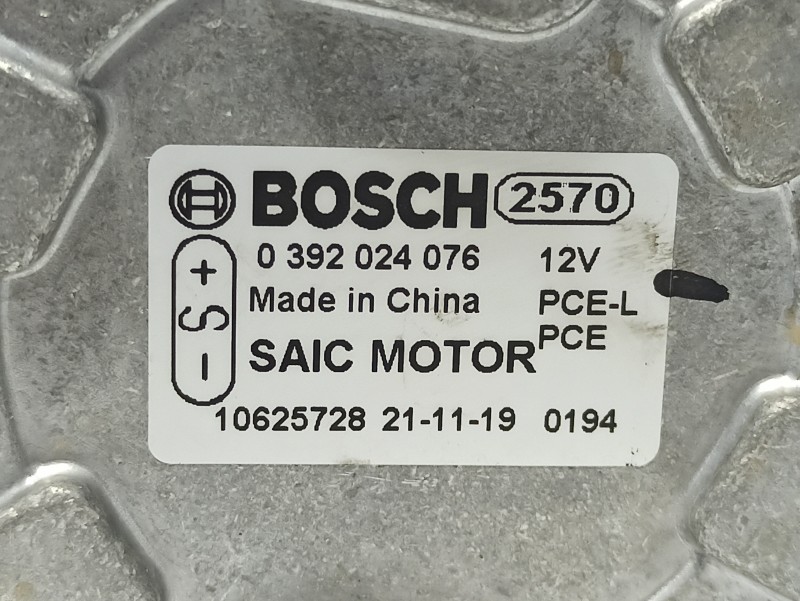 BOSCH 2570
0 392 024 076 12V
Made in China PCE-L
SAIC MOTOR PCE
+ S -
10625728 21-11-19 0194